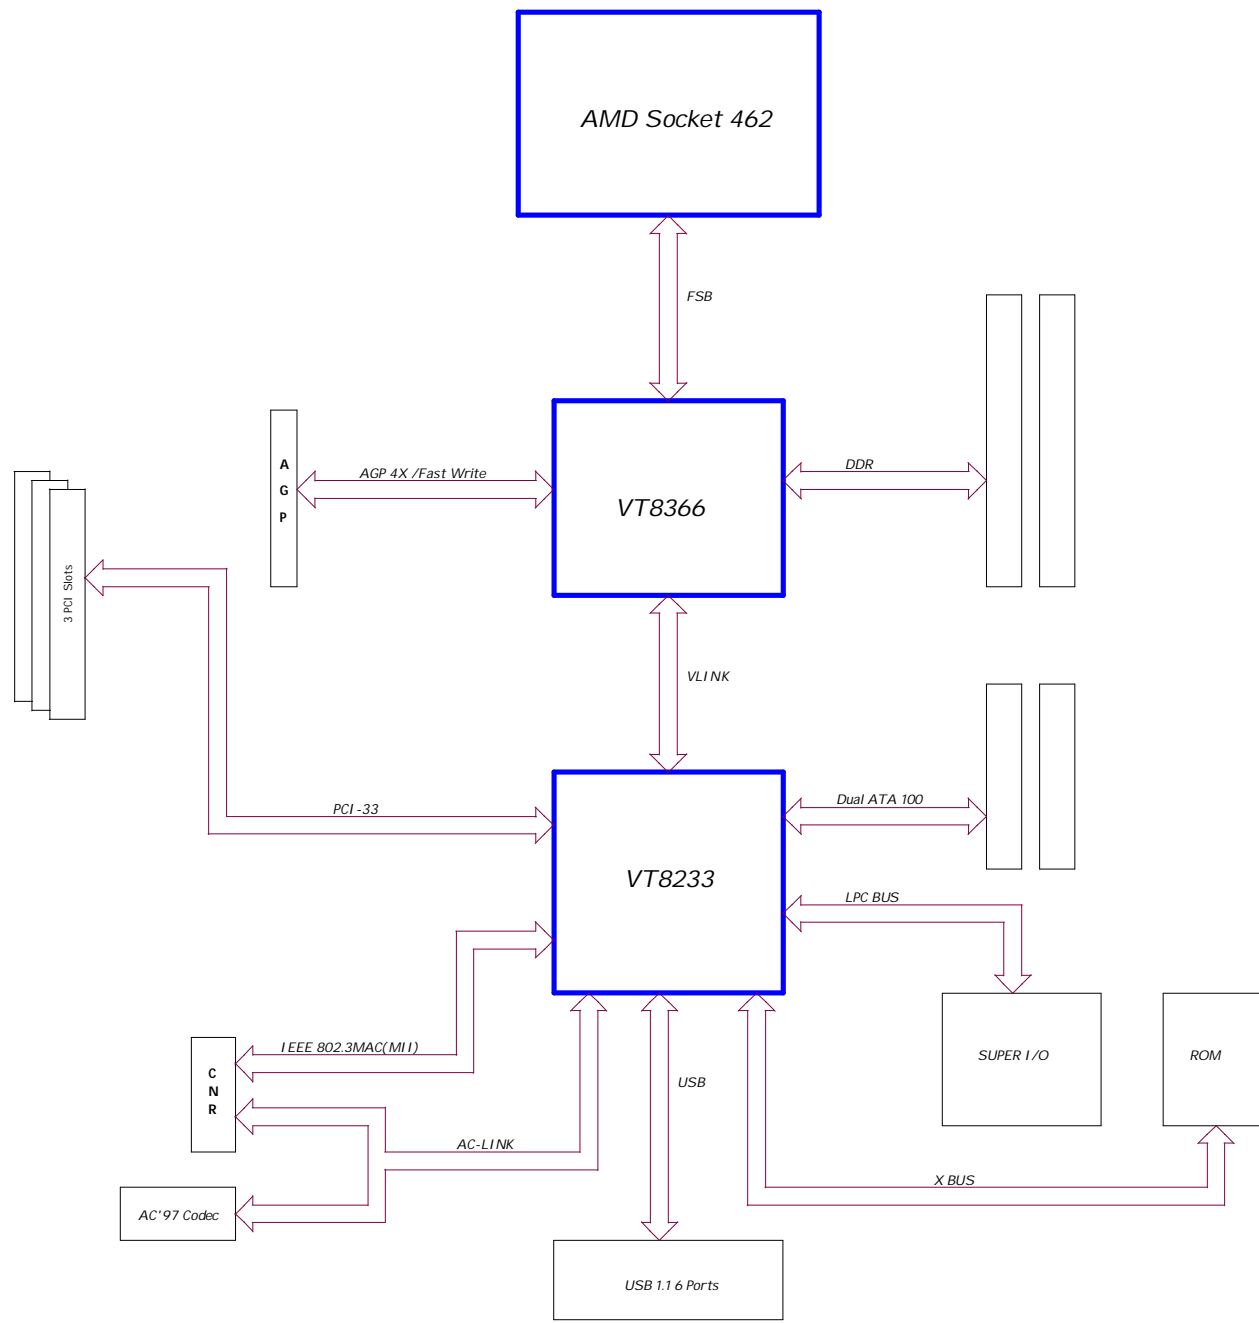 AMD Socket 462
FSB
A
G
P
AGP 4X /Fast Write
DDR
VT8366
3 PCI Slots
VLINK
PCI-33
Dual ATA 100
VT8233
LPC BUS
IEEE 802.3MAC(MII)
C
N
R
SUPER I/O
ROM
USB
AC-LINK
X BUS
AC'97 Codec
USB 1.1 6 Ports